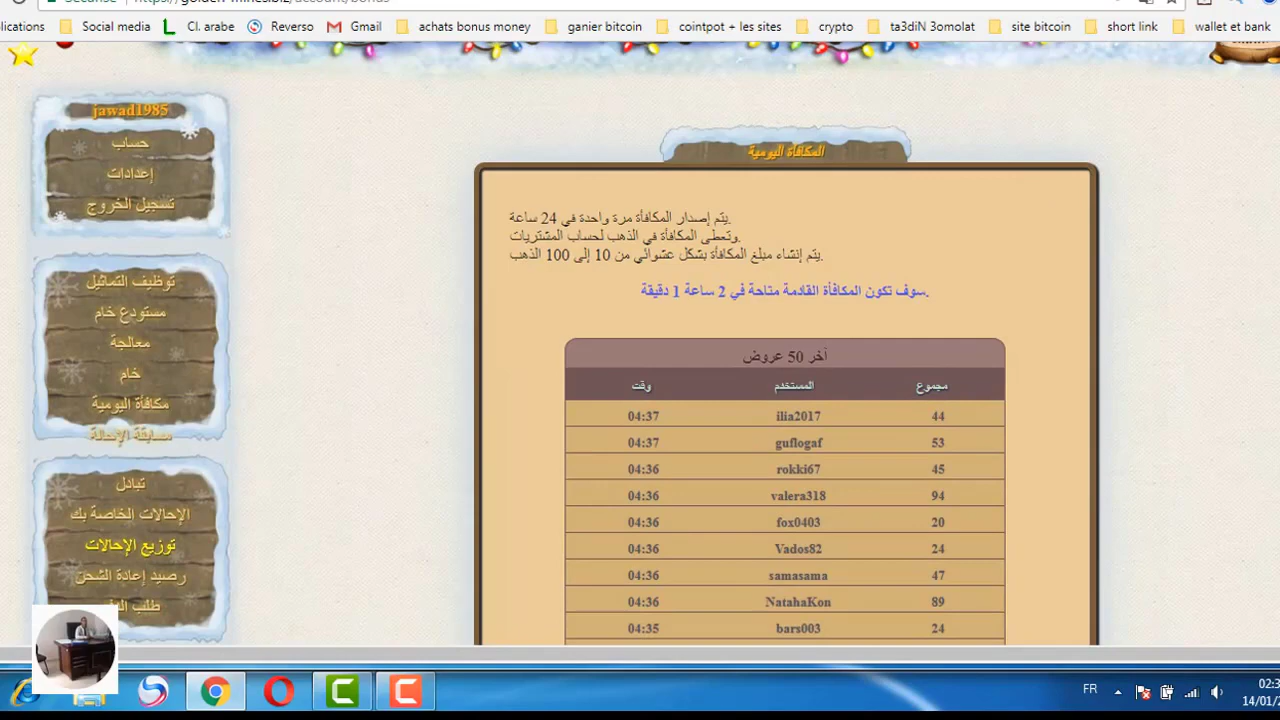 account/bonus
Social media
Cl. arabe
Reverso
Gmail
achats bonus money
ganier bitcoin
cointpot + les sites
crypto
ta3diN 3omolat
site bitcoin
short link
wallet et bank
jawad1985
حساب
إعدادات
تسجيل الخروج
توظيف التماثيل
مستودع خام
معالجة
خام
مكافأة اليومية
مسابقة الإحالة
تبادل
الإحالات الخاصة بك
توزيع الإحالات
رصيد إعادة الشحن
طلب
المكافأة اليومية
يتم إصدار المكافأة مرة واحدة في 24 ساعة.
وتعطى المكافأة في الذهب لحساب المشتريات.
يتم إنشاء مبلغ المكافأة بشكل عشوائي من 10 إلى 100 الذهب.
سوف تكون المكافأة القادمة متاحة في 2 ساعة 1 دقيقة.
آخر 50 عروض
وقت المستخدم مجموع
04:37 ilia2017 44
04:37 guflogaf 53
04:36 rokki67 45
04:36 valera318 94
04:36 fox0403 20
04:36 Vados82 24
04:36 samasama 47
04:36 NatahaKon 89
04:35 bars003 24
FR
02:3
14/01/2